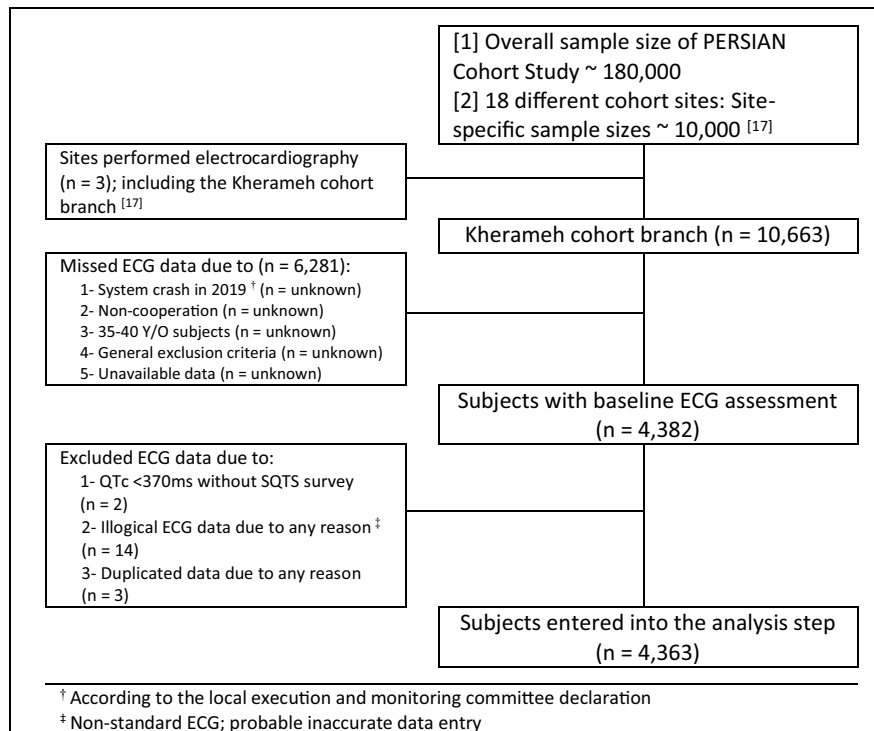 [1] Overall sample size of PERSIAN
Cohort Study ~ 180,000
[2] 18 different cohort sites: Site-
specific sample sizes ~ 10,000 [17]
Sites performed electrocardiography
(n = 3); including the Kherameh cohort
branch [17]
Kherameh cohort branch (n = 10,663)
Missed ECG data due to (n = 6,281):
1- System crash in 2019 † (n = unknown)
2- Non-cooperation (n = unknown)
3- 35-40 Y/O subjects (n = unknown)
4- General exclusion criteria (n = unknown)
5- Unavailable data (n = unknown)
Subjects with baseline ECG assessment
(n = 4,382)
Excluded ECG data due to:
1- QTc <370ms without SQTS survey
(n = 2)
2- Illogical ECG data due to any reason ‡
(n = 14)
3- Duplicated data due to any reason
(n = 3)
Subjects entered into the analysis step
(n = 4,363)
† According to the local execution and monitoring committee declaration
‡ Non-standard ECG; probable inaccurate data entry